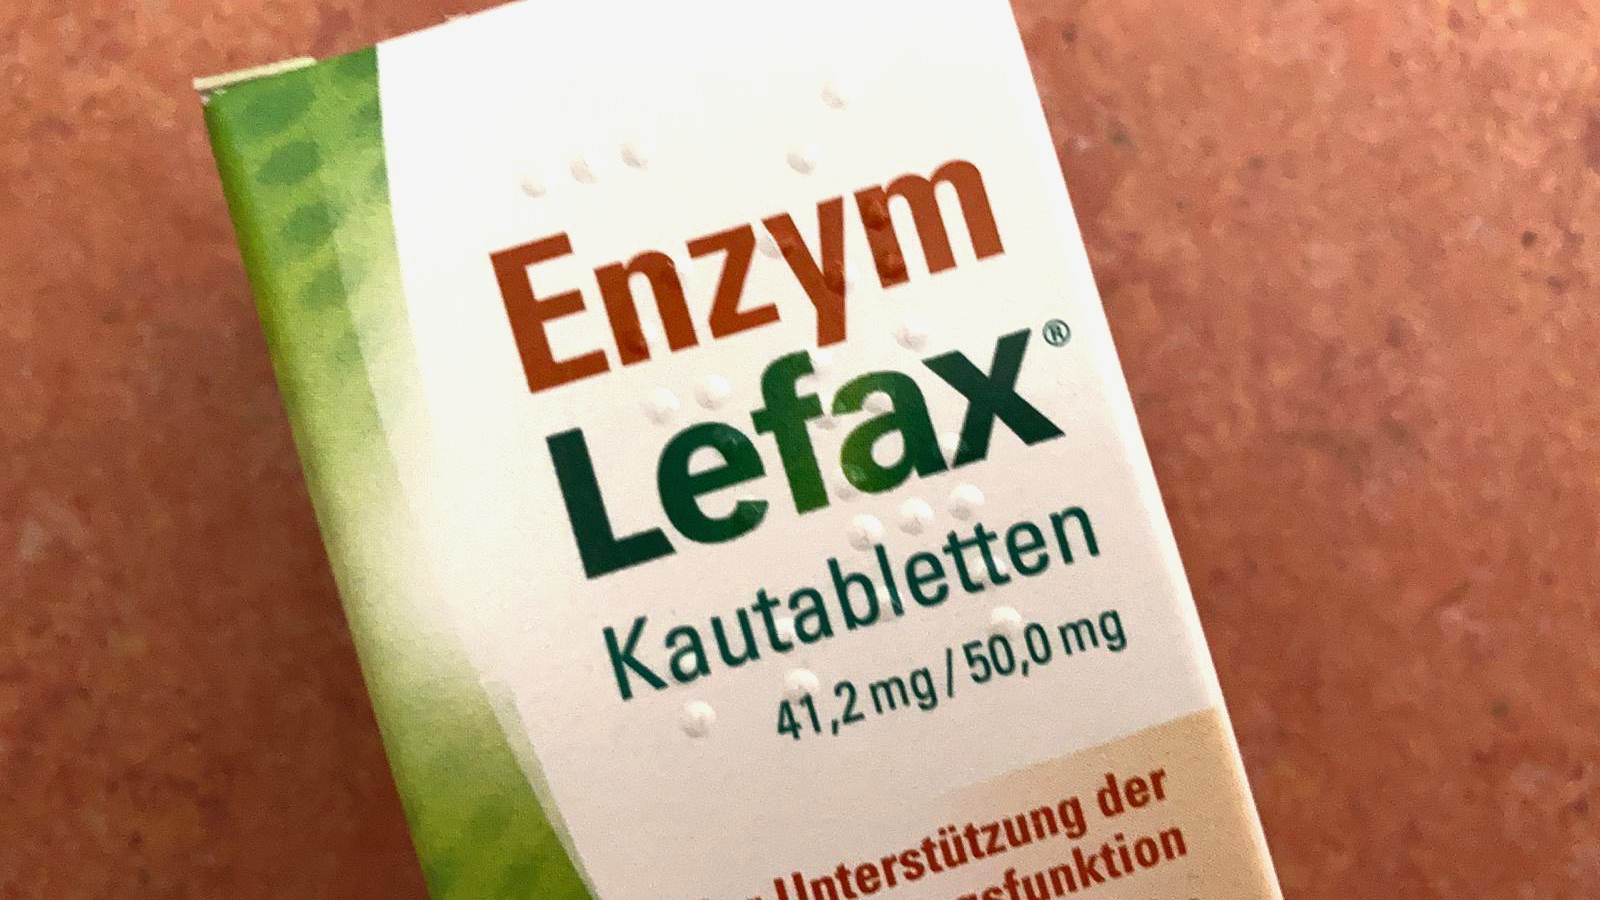 Enzym
Lefax®
Kautabletten
41,2 mg / 50,0 mg
Unterstützung der